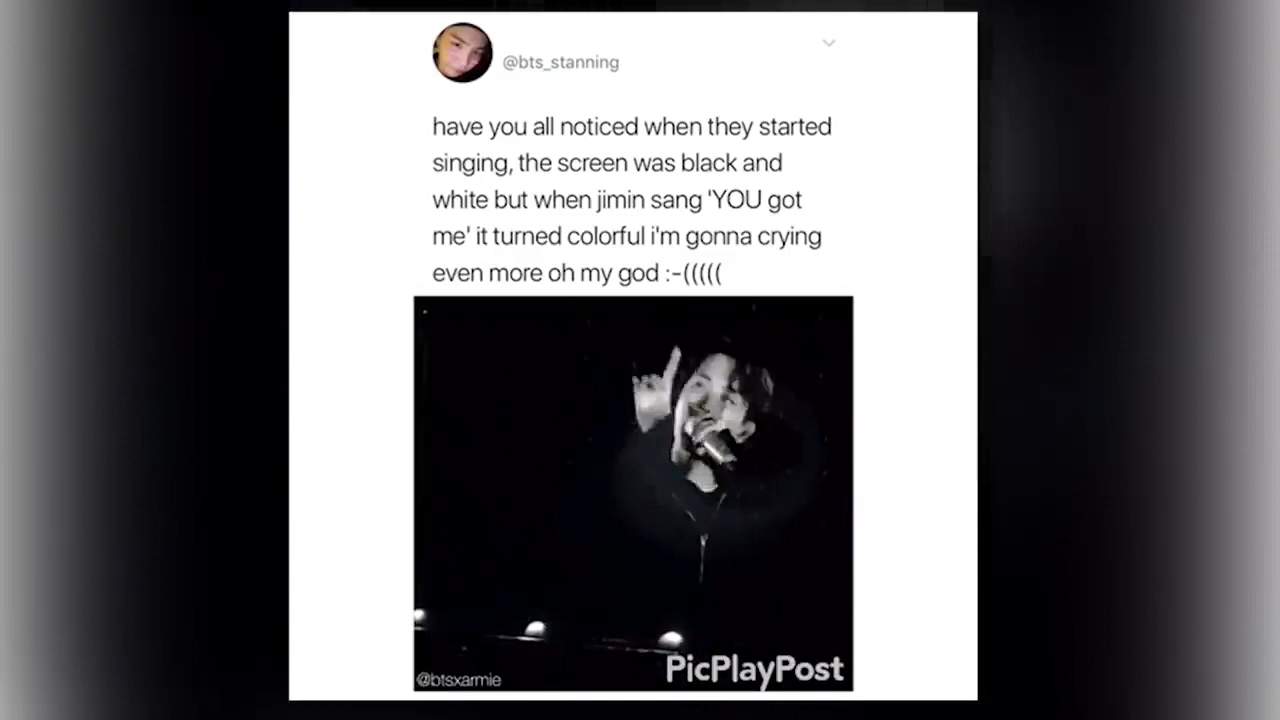 @bts_stanning
have you all noticed when they started
singing, the screen was black and
white but when jimin sang 'YOU got
me' it turned colorful i'm gonna crying
even more oh my god :-(((((
@btsxarmie
PicPlayPost